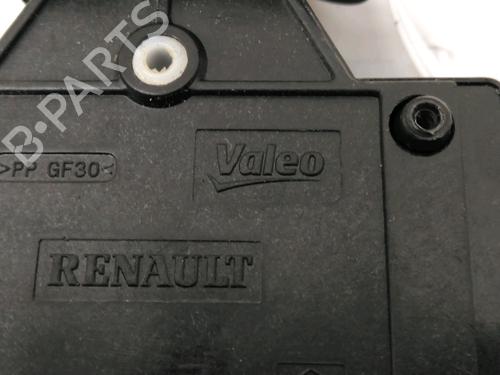 B-PARTS
Valeo
>PP GF30<
RENAULT